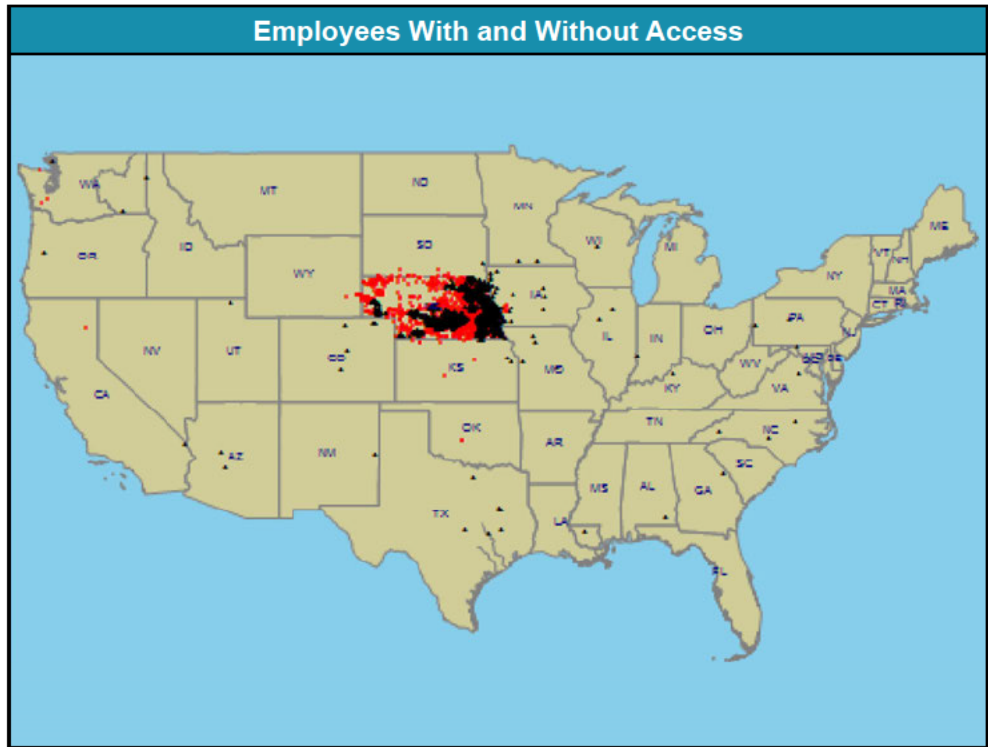 Employees With and Without Access
WA
MT
ND
MN
ME
OR
ID
SD
WI
MI
VT
NH
NY
WY
MA
CT
RI
IA
PA
NJ
NV
UT
CO
IL
IN
OH
KS
MO
WV
VA
KY
CA
OK
TN
NC
AZ
NM
AR
SC
MS
AL
GA
TX
LA
FL